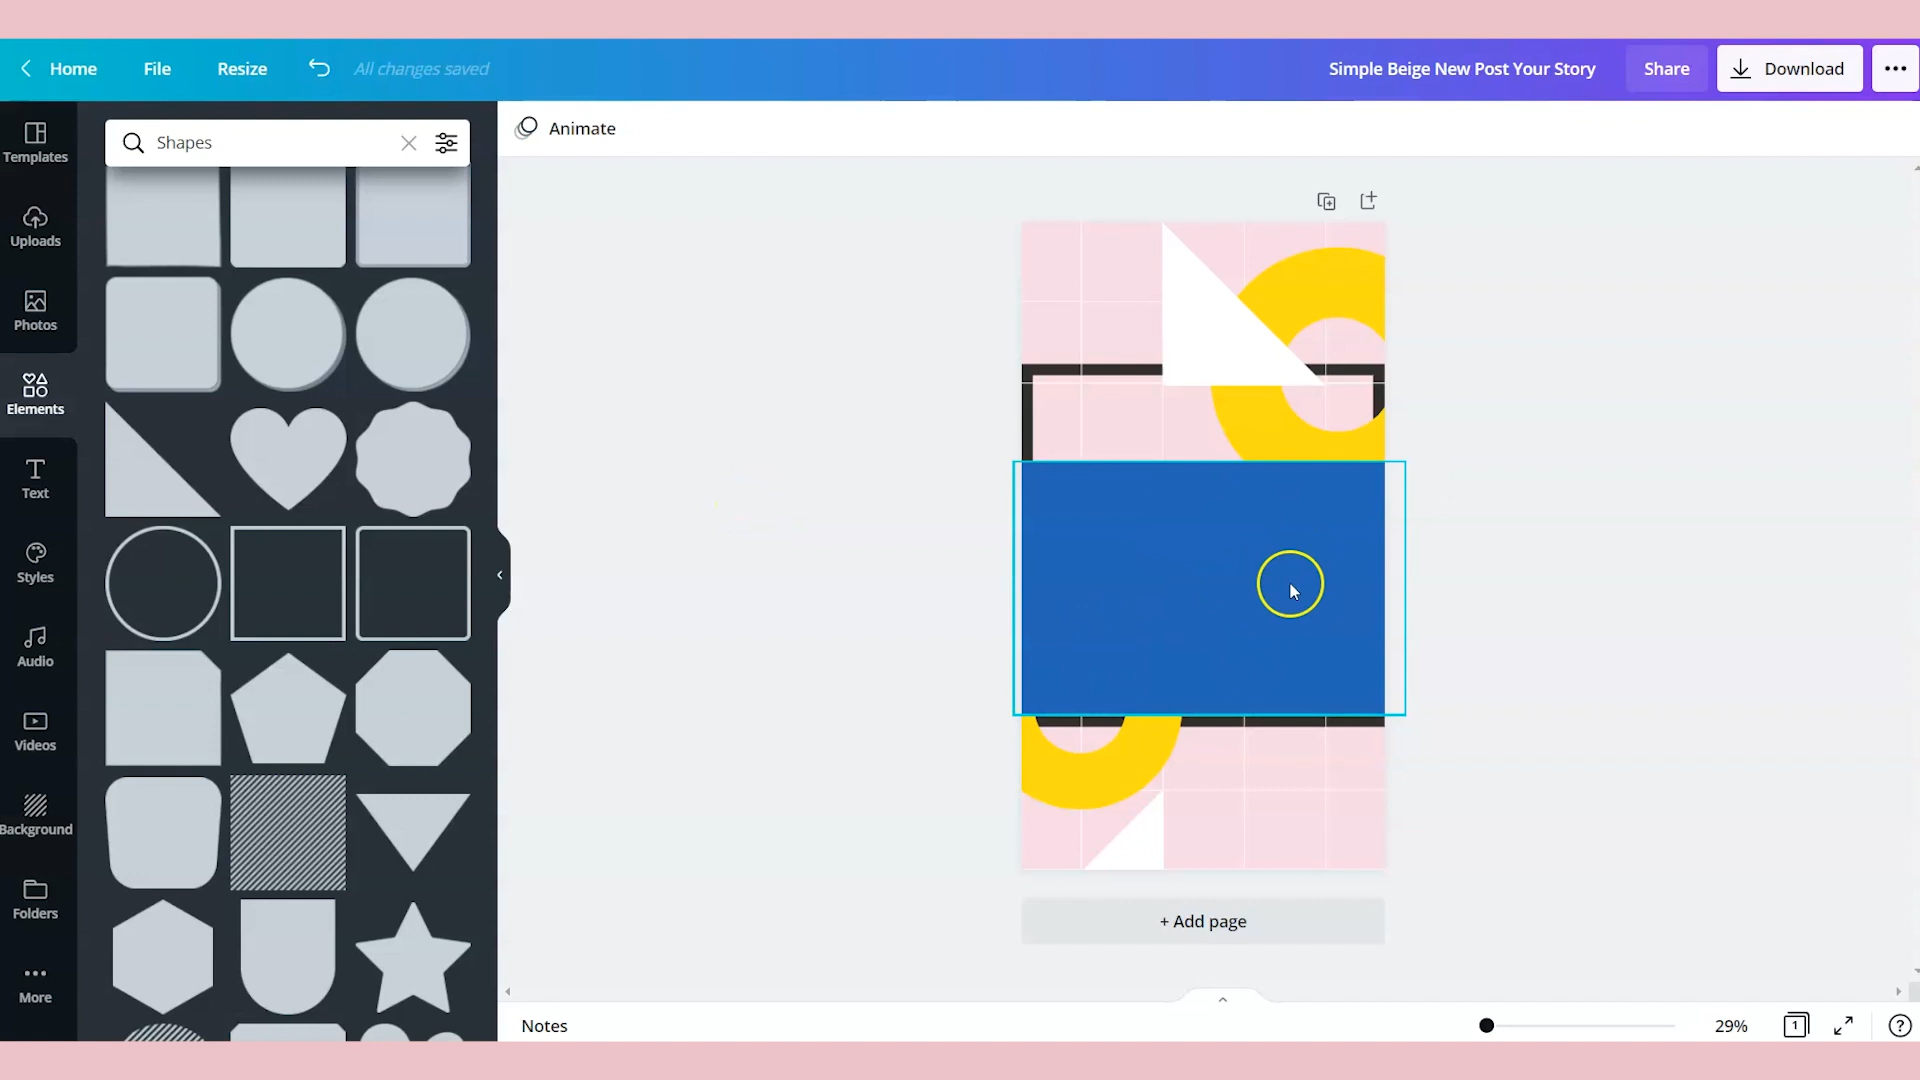 Home
File
Resize
All changes saved
Simple Beige New Post Your Story
Share
Download
Templates
Shapes
Animate
Uploads
Photos
Elements
Text
Styles
Audio
Videos
Background
Folders
+ Add page
More
Notes
29%
1
?